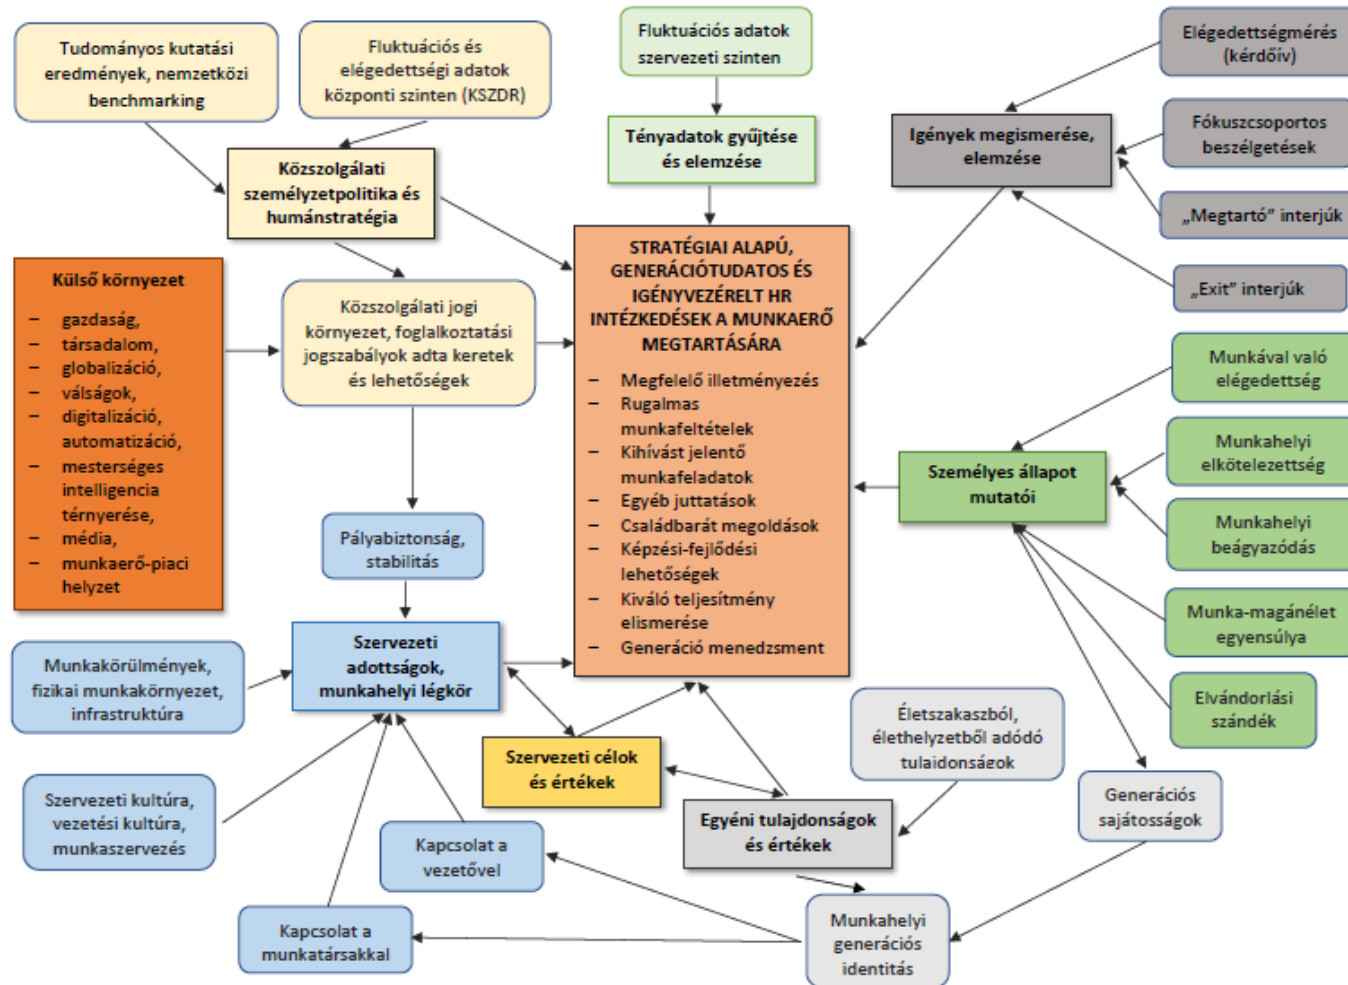 Tudományos kutatási
eredmények, nemzetközi
benchmarking
Fluktuációs és
elégedettségi adatok
központi szinten (KSZDR)
Fluktuációs adatok
szervezeti szinten
Elégedettségmérés
(kérdőív)
Tényadatok gyűjtése
és elemzése
Igények megismerése,
elemzése
Fókuszcsoportos
beszélgetések
Közszolgálati
személyzetpolitika és
humánstratégia
„Megtartó" interjúk
„Exit" interjúk
Külső környezet
– gazdaság,
– társadalom,
– globalizáció,
– válságok,
– digitalizáció,
automatizáció,
– mesterséges
intelligencia
térnyerése,
– média,
– munkaerő-piaci
helyzet
Közszolgálati jogi
környezet, foglalkoztatási
jogszabályok adta keretek
és lehetőségek
STRATÉGIAI ALAPÚ,
GENERÁCIÓTUDATOS ÉS
IGÉNYVEZÉRELT HR
INTÉZKEDÉSEK A MUNKAERŐ
MEGTARTÁSÁRA
– Megfelelő illetményezés
– Rugalmas
munkafeltételek
– Kihívást jelentő
munkafeladatok
– Egyéb juttatások
– Családbarát megoldások
– Képzési-fejlődési
lehetőségek
– Kiváló teljesítmény
elismerése
– Generáció menedzsment
Munkával való
elégedettség
Személyes állapot
mutatói
Munkahelyi
elkötelezettség
Munkahelyi
beágyazódás
Munka-magánélet
egyensúlya
Elvándorlási
szándék
Pályabiztonság,
stabilitás
Szervezeti
adottságok,
munkahelyi légkör
Munkakörülmények,
fizikai munkakörnyezet,
infrastruktúra
Szervezeti célok
és értékek
Életszakaszból,
élethelyzetből adódó
tulajdonságok
Szervezeti kultúra,
vezetési kultúra,
munkaszervezés
Kapcsolat a
vezetővel
Egyéni tulajdonságok
és értékek
Generációs
sajátosságok
Kapcsolat a
munkatársakkal
Munkahelyi
generációs
identitás